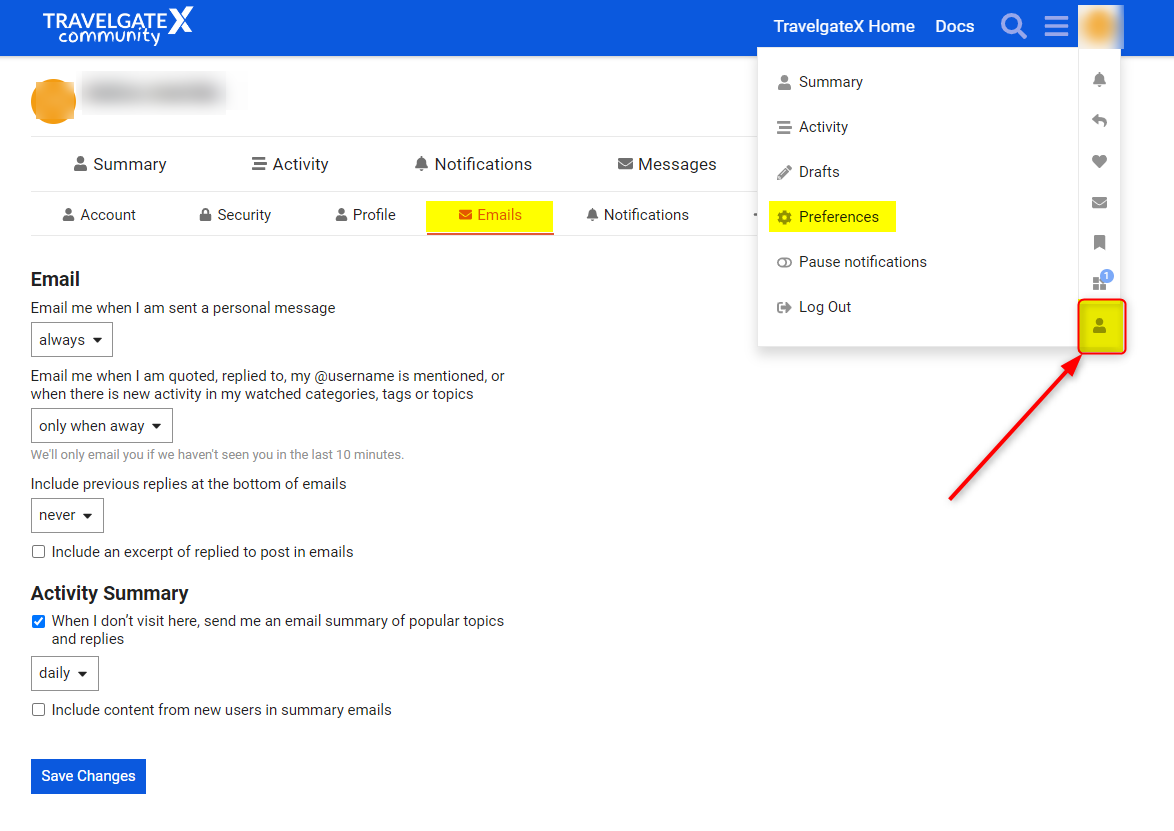 TRAVELGATEX
community
TravelgateX Home Docs
Summary
Activity
Drafts
Preferences
Pause notifications
Log Out
1
Summary Activity Notifications Messages
Account Security Profile Emails Notifications
Email
Email me when I am sent a personal message
always
Email me when I am quoted, replied to, my @username is mentioned, or
when there is new activity in my watched categories, tags or topics
only when away
We'll only email you if we haven't seen you in the last 10 minutes.
Include previous replies at the bottom of emails
never
Include an excerpt of replied to post in emails
Activity Summary
When I don't visit here, send me an email summary of popular topics
and replies
daily
Include content from new users in summary emails
Save Changes